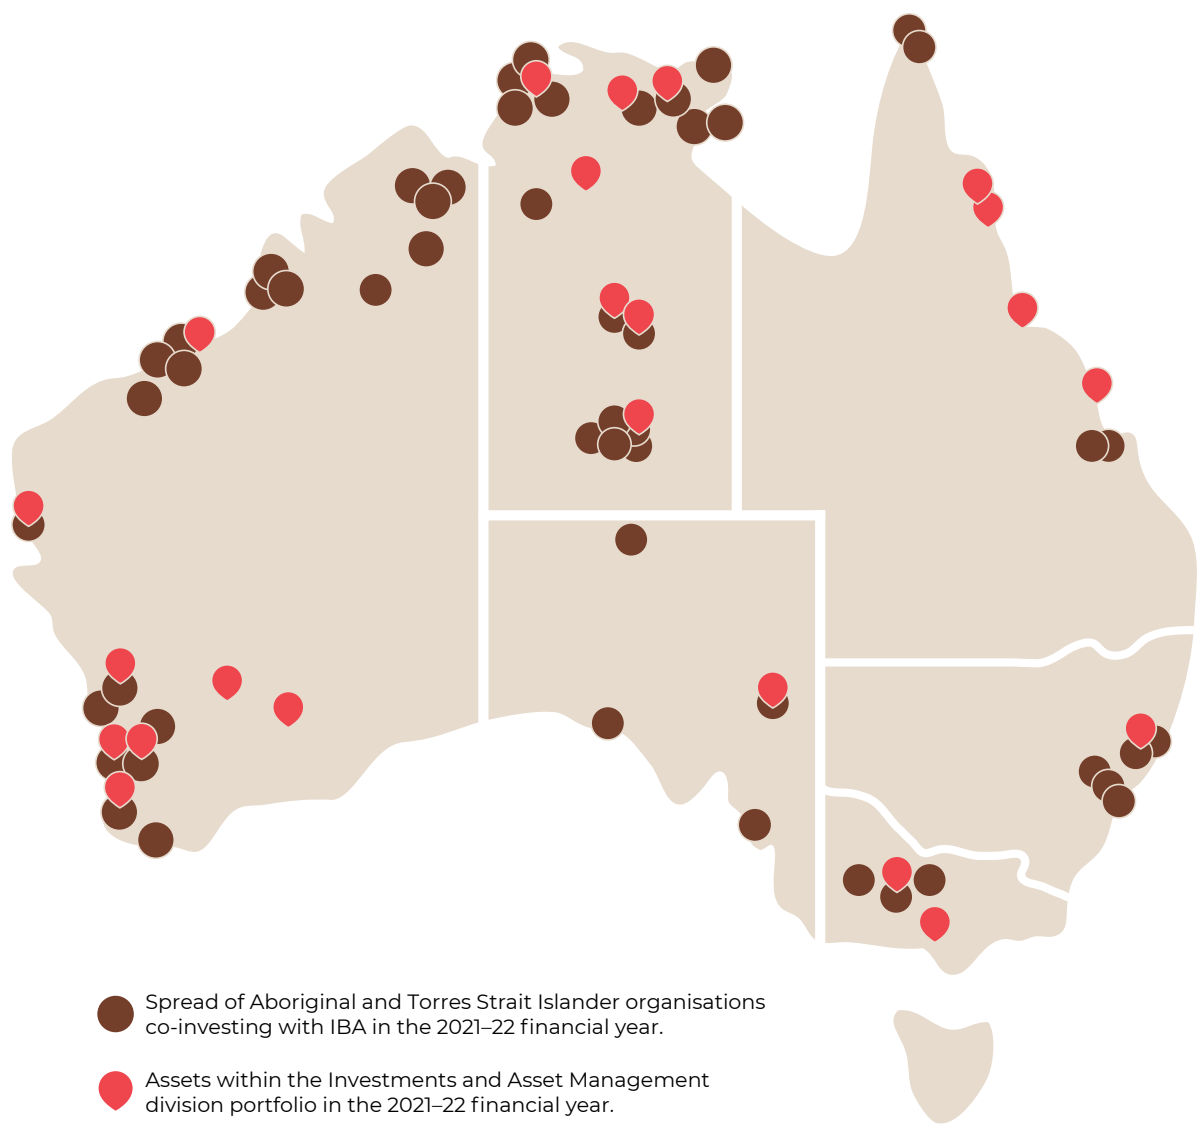 Spread of Aboriginal and Torres Strait Islander organisations
co-investing with IBA in the 2021–22 financial year.
Assets within the Investments and Asset Management
division portfolio in the 2021–22 financial year.